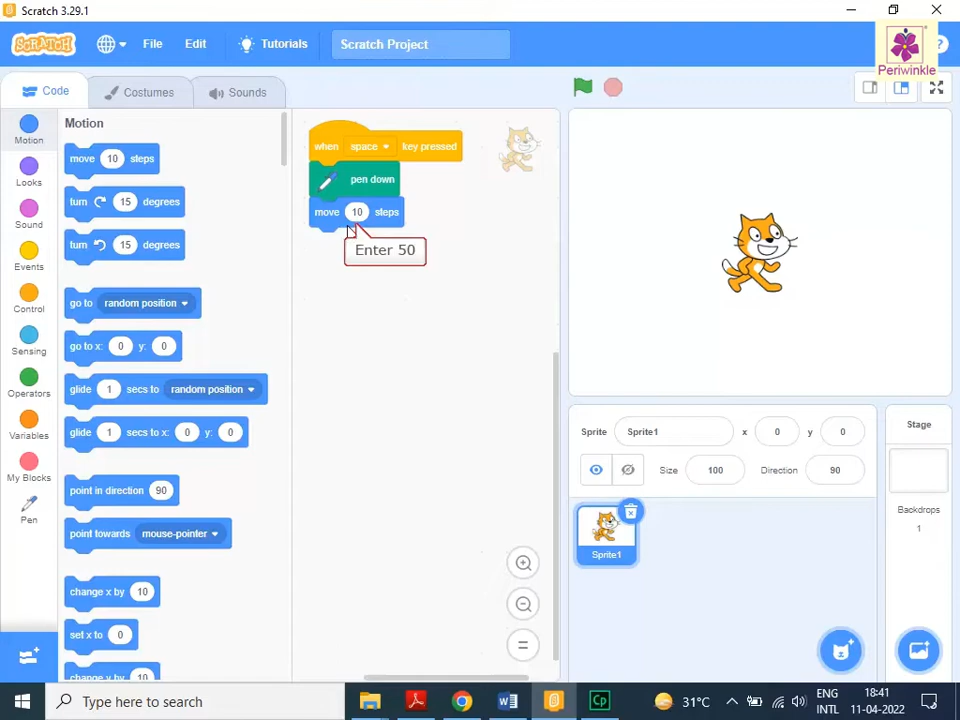 Scratch 3.29.1
SCRATCH File Edit Tutorials Scratch Project ?
Periwinkle
Code Costumes Sounds
Motion
Looks
Sound
Events
Control
Sensing
Operators
Variables
My Blocks
Pen
Motion
move 10 steps
turn 15 degrees
turn 15 degrees
go to random position
go to x: 0 y: 0
glide 1 secs to random position
glide 1 secs to x: 0 y: 0
point in direction 90
point towards mouse-pointer
change x by 10
set x to 0
change y by 10
when space key pressed
pen down
move 10 steps
Enter 50
Sprite Sprite1 x 0 y 0
Size 100 Direction 90
Sprite1
Stage
Backdrops
1
Type here to search
31°C
ENG
INTL
18:41
11-04-2022